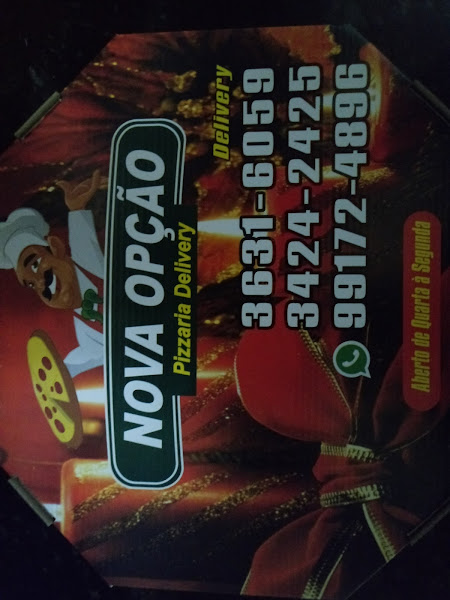 NOVA OPÇÃO
Pizzaria Delivery
Delivery
3631-6059
3424-2425
99172-4896
Aberto de Quarta à Segunda